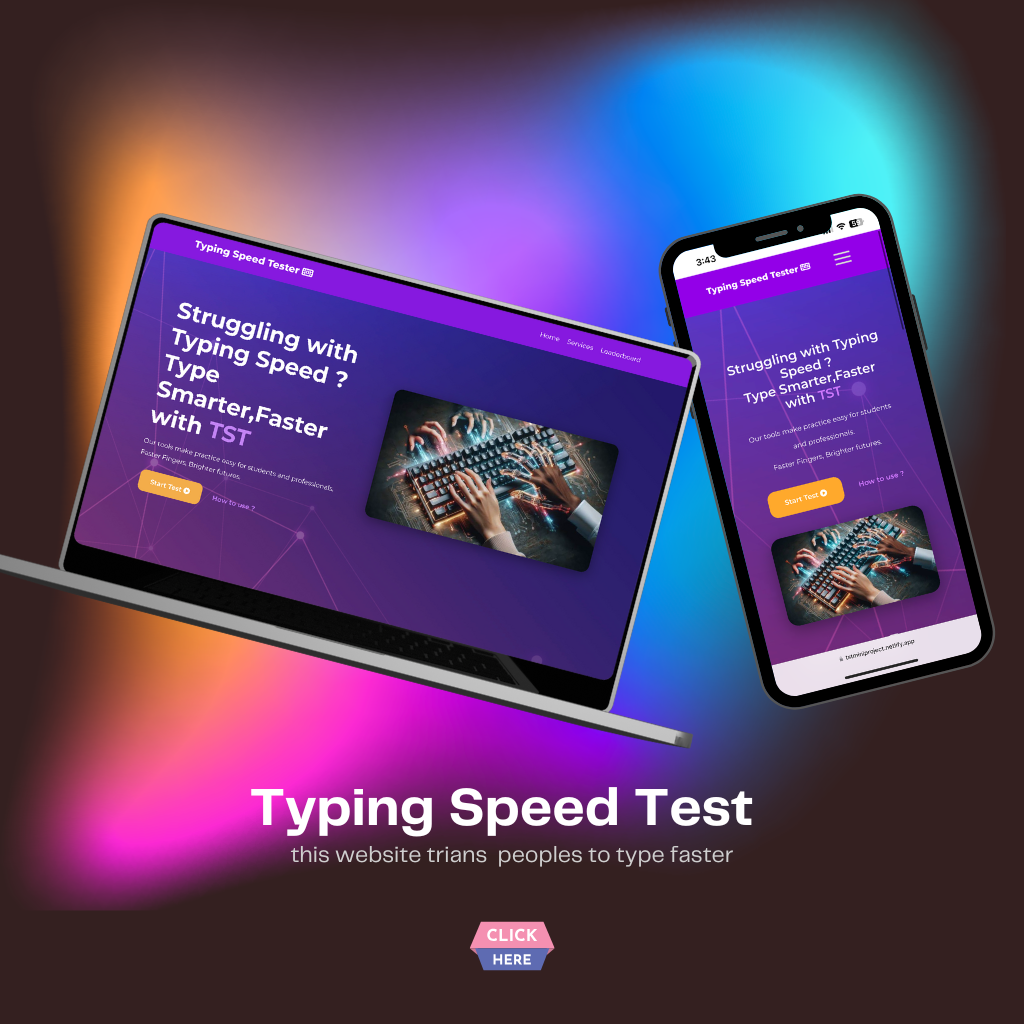 Typing Speed Tester
Home Services Leaderboard
Struggling with
Typing Speed ?
Type
Smarter,Faster
with TST
Our tools make practice easy for students and professionals.
Faster Fingers, Brighter futures.
Start Test
How to use ?
3:43
Typing Speed Tester
Struggling with Typing
Speed ?
Type Smarter,Faster
with TST
Our tools make practice easy for students
and professionals.
Faster Fingers, Brighter futures.
Start Test
How to use ?
Typing Speed Test
this website trians peoples to type faster
CLICK
HERE